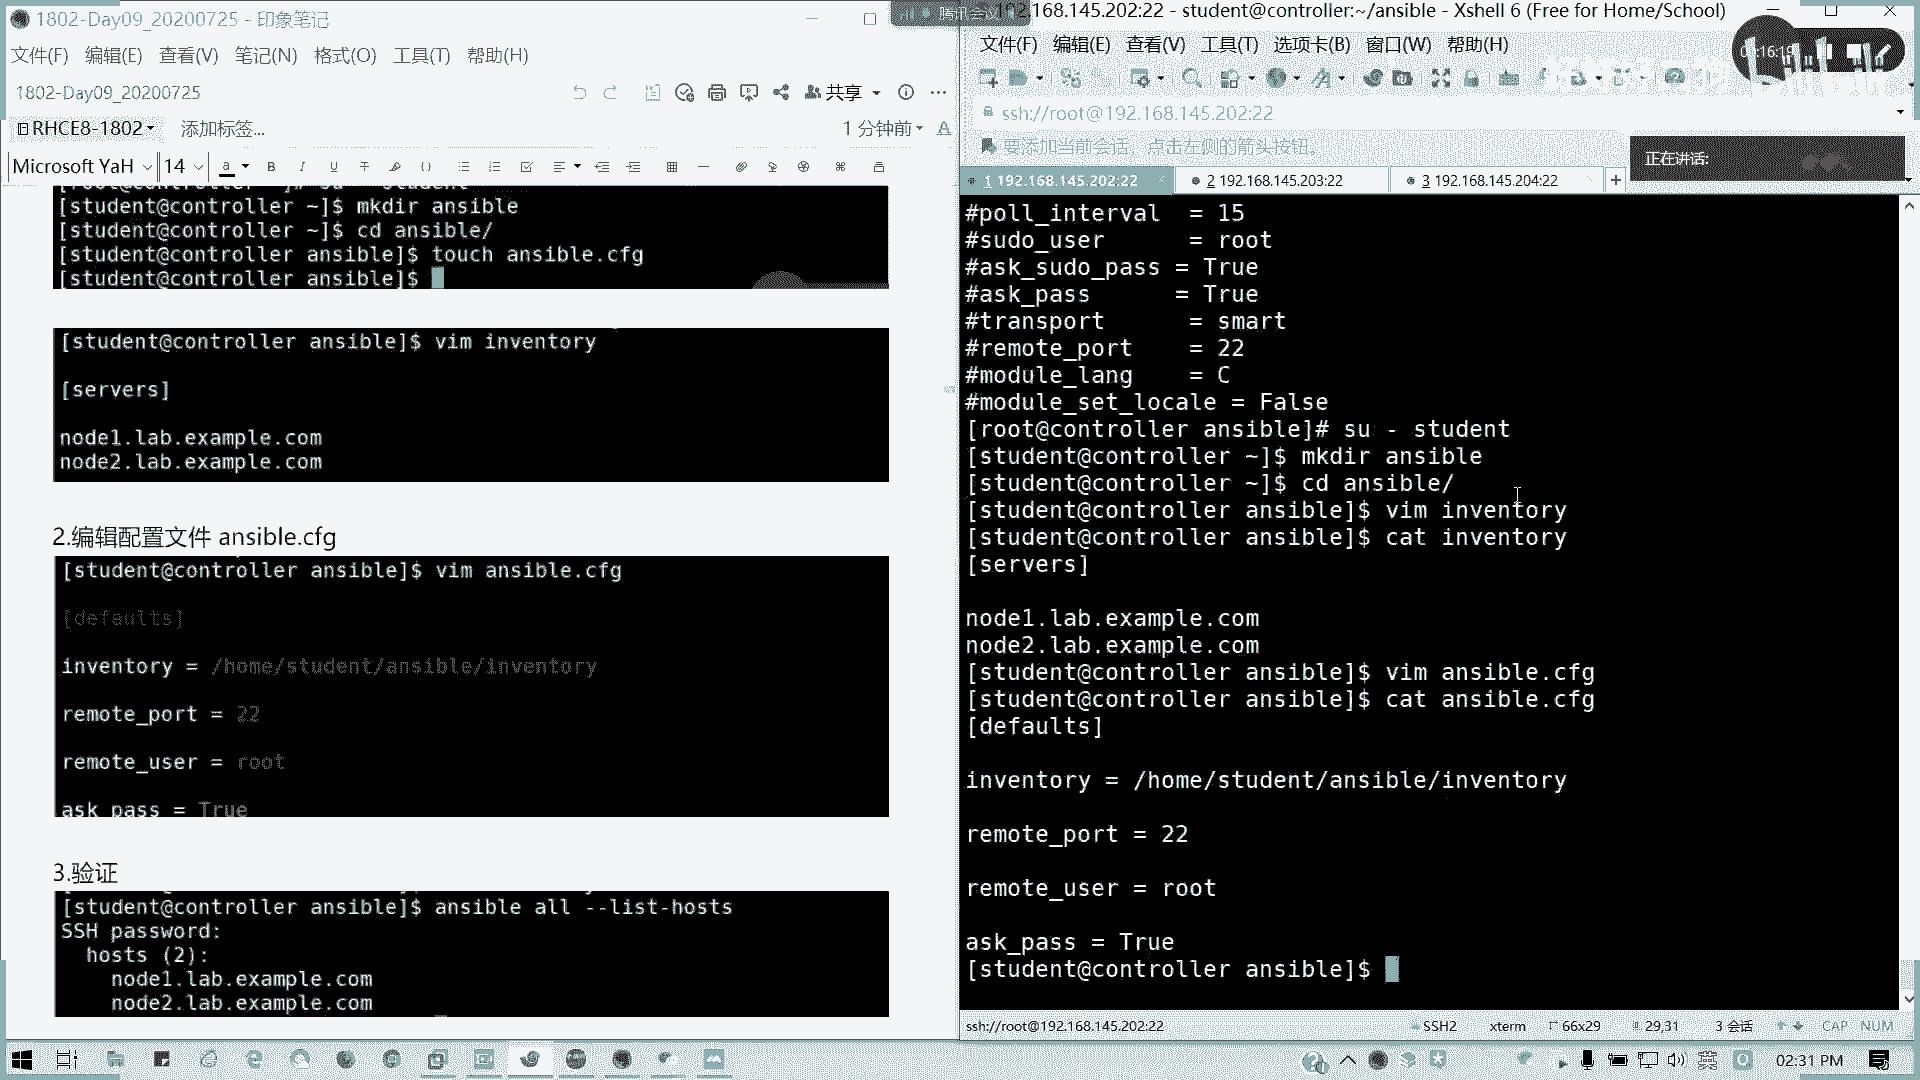 1802-Day09_20200725 - 印象笔记
文件(F) 编辑(E) 查看(V) 笔记(N) 格式(O) 工具(T) 帮助(H)
1802-Day09_20200725
共享
RHCE8-1802
添加标签...
1 分钟前
Microsoft YaH
14
[student@controller ~]$ mkdir ansible
[student@controller ~]$ cd ansible/
[student@controller ansible]$ touch ansible.cfg
[student@controller ansible]$
[student@controller ansible]$ vim inventory
[servers]
node1.lab.example.com
node2.lab.example.com
2.编辑配置文件 ansible.cfg
[student@controller ansible]$ vim ansible.cfg
[defaults]
inventory = /home/student/ansible/inventory
remote_port = 22
remote_user = root
ask_pass = True
3.验证
[student@controller ansible]$ ansible all --list-hosts
SSH password:
hosts (2):
node1.lab.example.com
node2.lab.example.com
腾讯会议
192.168.145.202:22 - student@controller:~/ansible - Xshell 6 (Free for Home/School)
文件(F) 编辑(E) 查看(V) 工具(T) 选项卡(B) 窗口(W) 帮助(H)
ssh://root@192.168.145.202:22
要添加当前会话，点击左侧的箭头按钮。
正在讲话:
1 192.168.145.202:22
2 192.168.145.203:22
3 192.168.145.204:22
#poll_interval = 15
#sudo_user = root
#ask_sudo_pass = True
#ask_pass = True
#transport = smart
#remote_port = 22
#module_lang = C
#module_set_locale = False
[root@controller ansible]# su - student
[student@controller ~]$ mkdir ansible
[student@controller ~]$ cd ansible/
[student@controller ansible]$ vim inventory
[student@controller ansible]$ cat inventory
[servers]
node1.lab.example.com
node2.lab.example.com
[student@controller ansible]$ vim ansible.cfg
[student@controller ansible]$ cat ansible.cfg
[defaults]
inventory = /home/student/ansible/inventory
remote_port = 22
remote_user = root
ask_pass = True
[student@controller ansible]$
ssh://root@192.168.145.202:22
SSH2
xterm
66x29
29,31
3 会话
CAP NUM
英
02:31 PM